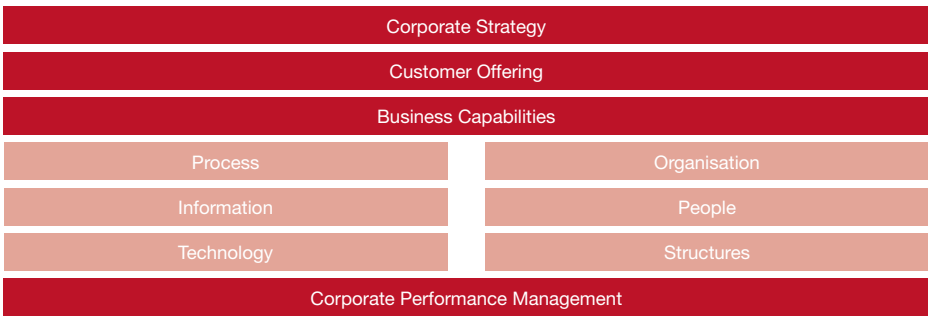 Corporate Strategy
Customer Offering
Business Capabilities
Process
Organisation
Information
People
Technology
Structures
Corporate Performance Management